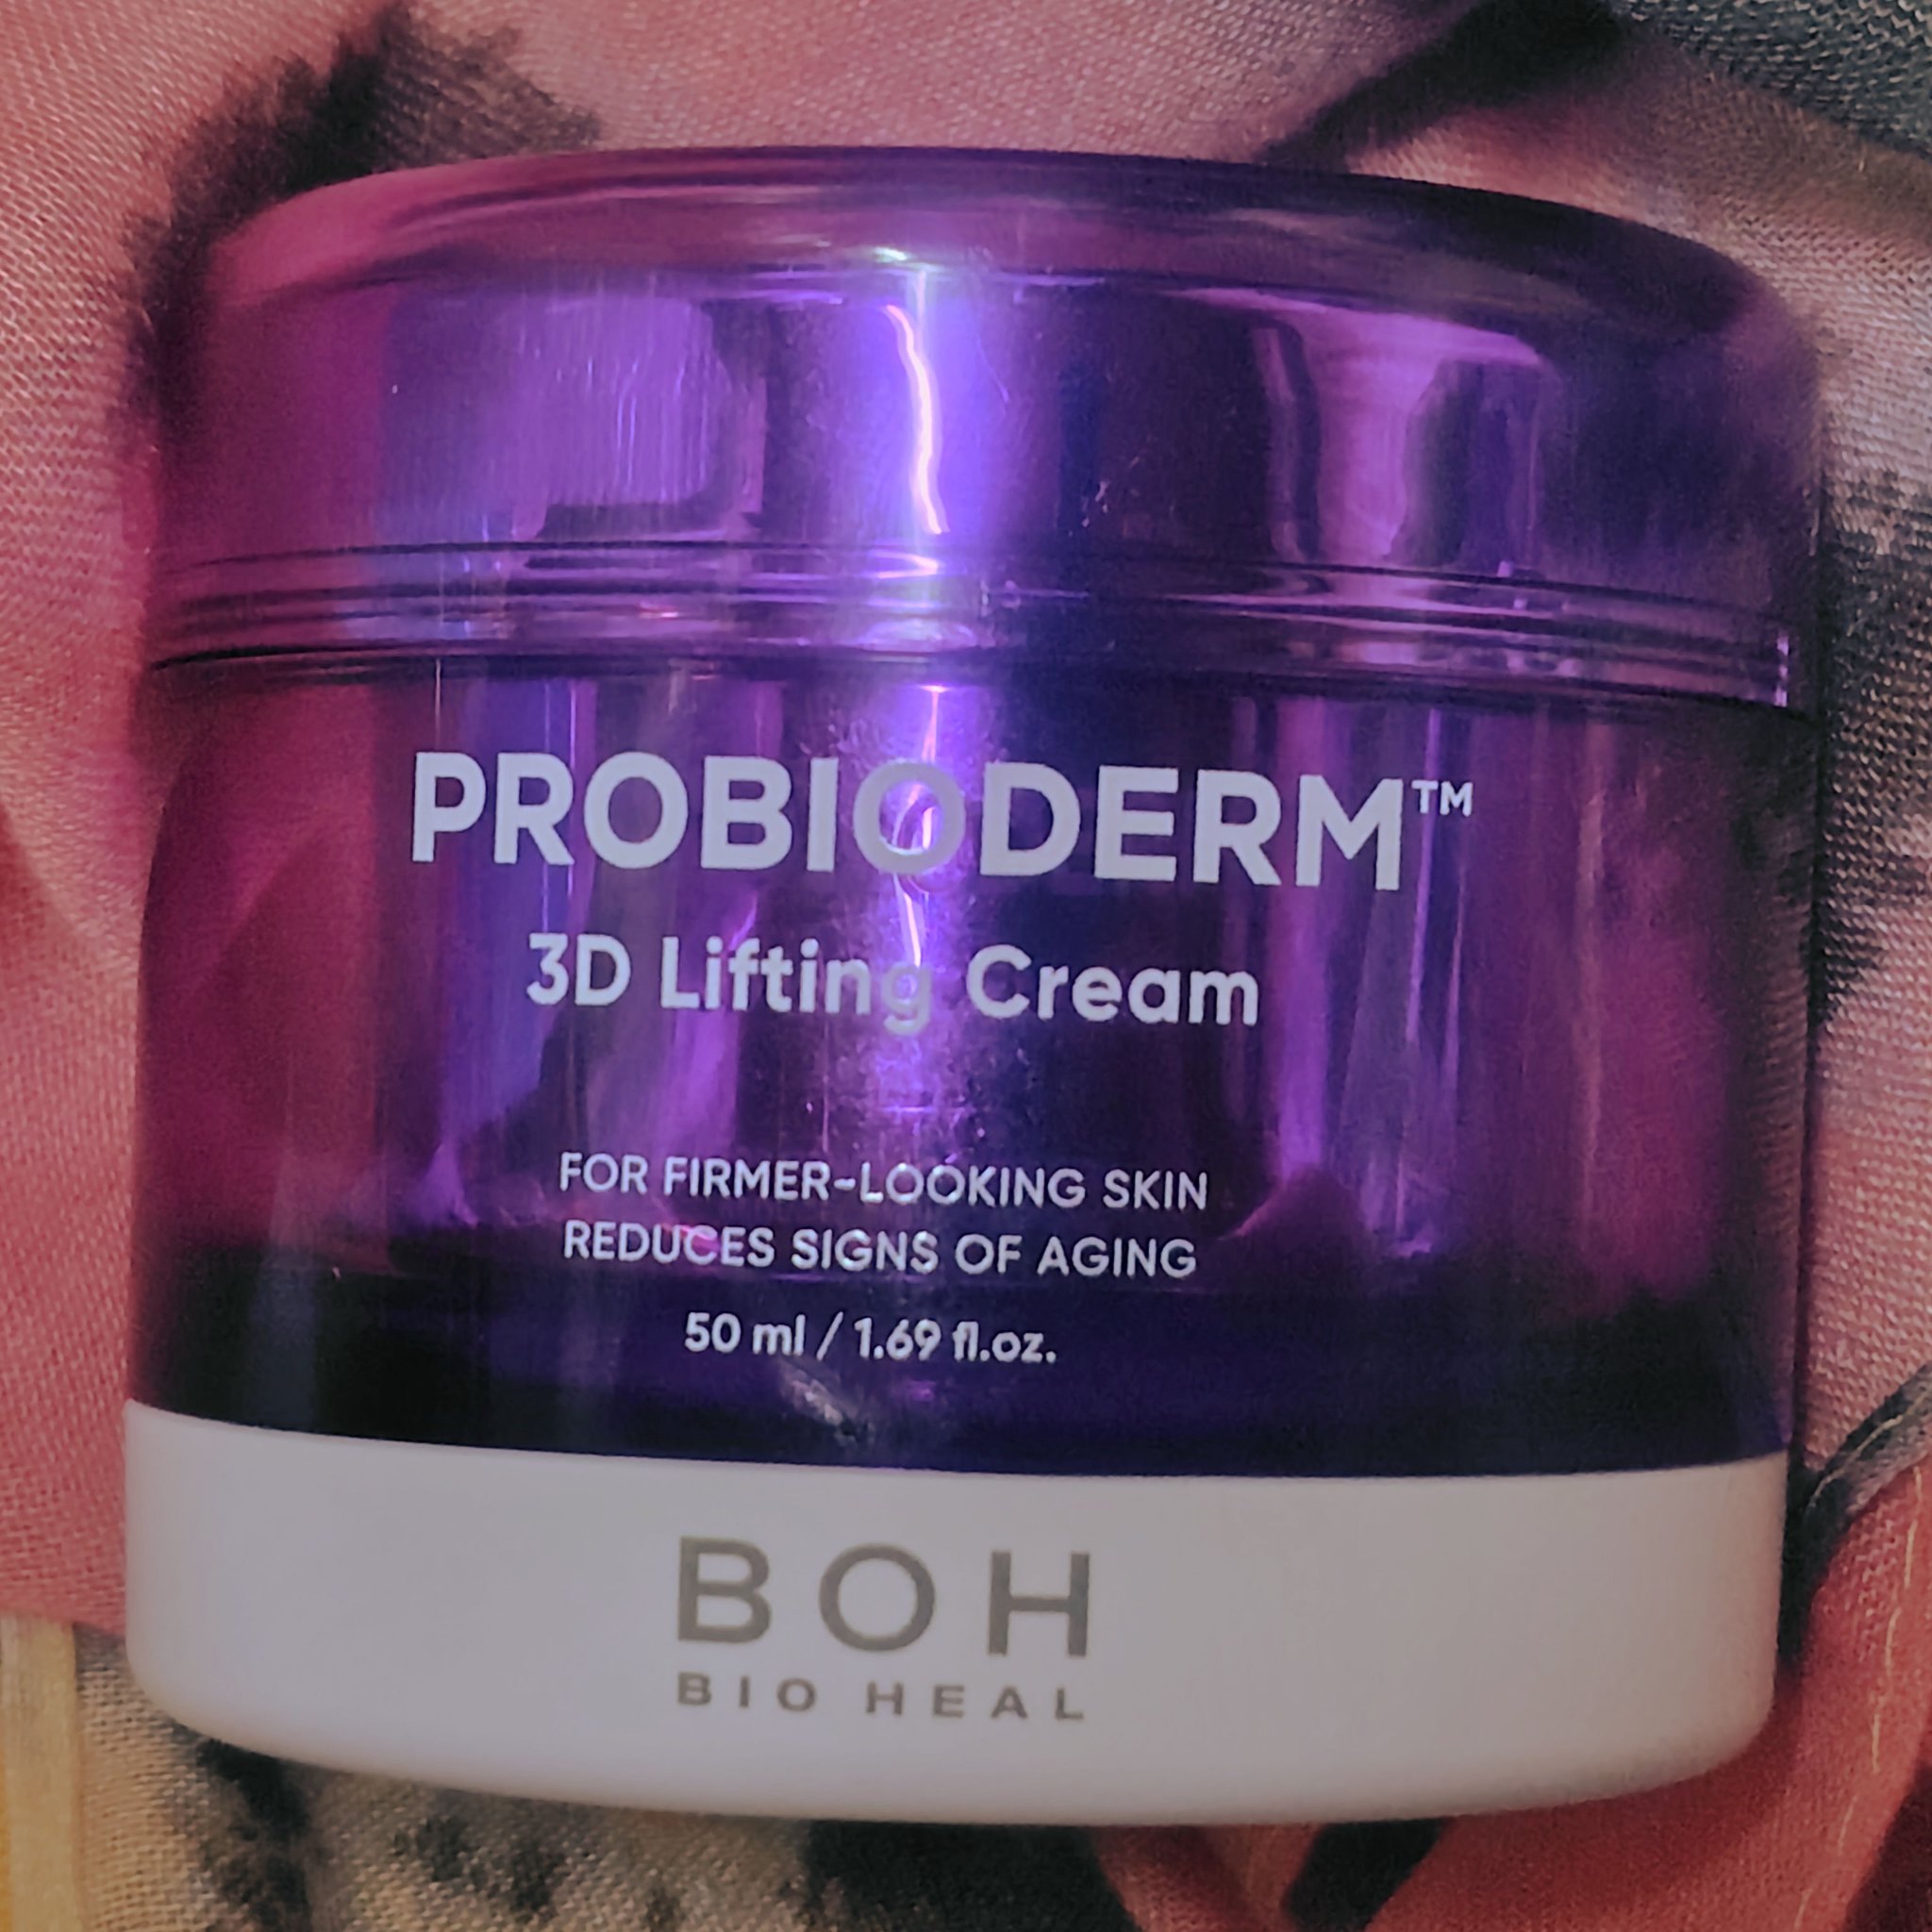 PROBIODERM™
3D Lifting Cream
FOR FIRMER-LOOKING SKIN
REDUCES SIGNS OF AGING
50 ml / 1.69 fl.oz.
BOH
BIO HEAL